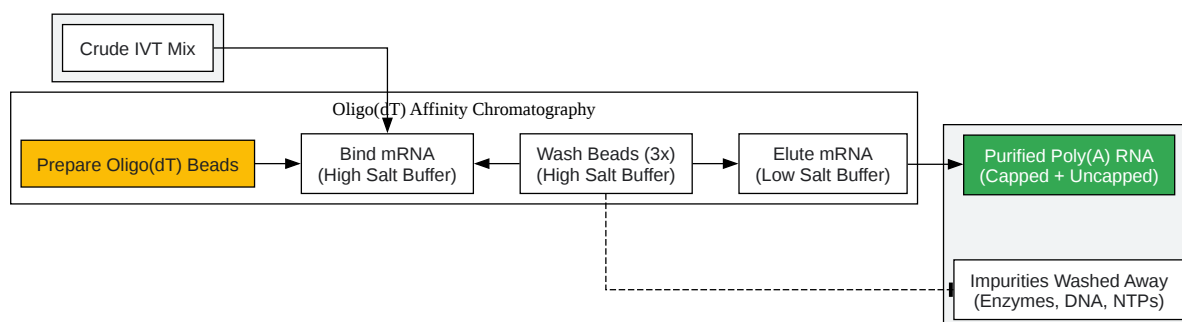 Crude IVT Mix
Oligo(dT) Affinity Chromatography
Prepare Oligo(dT) Beads
Bind mRNA
(High Salt Buffer)
Wash Beads (3x)
(High Salt Buffer)
Elute mRNA
(Low Salt Buffer)
Purified Poly(A) RNA
(Capped + Uncapped)
Impurities Washed Away
(Enzymes, DNA, NTPs)